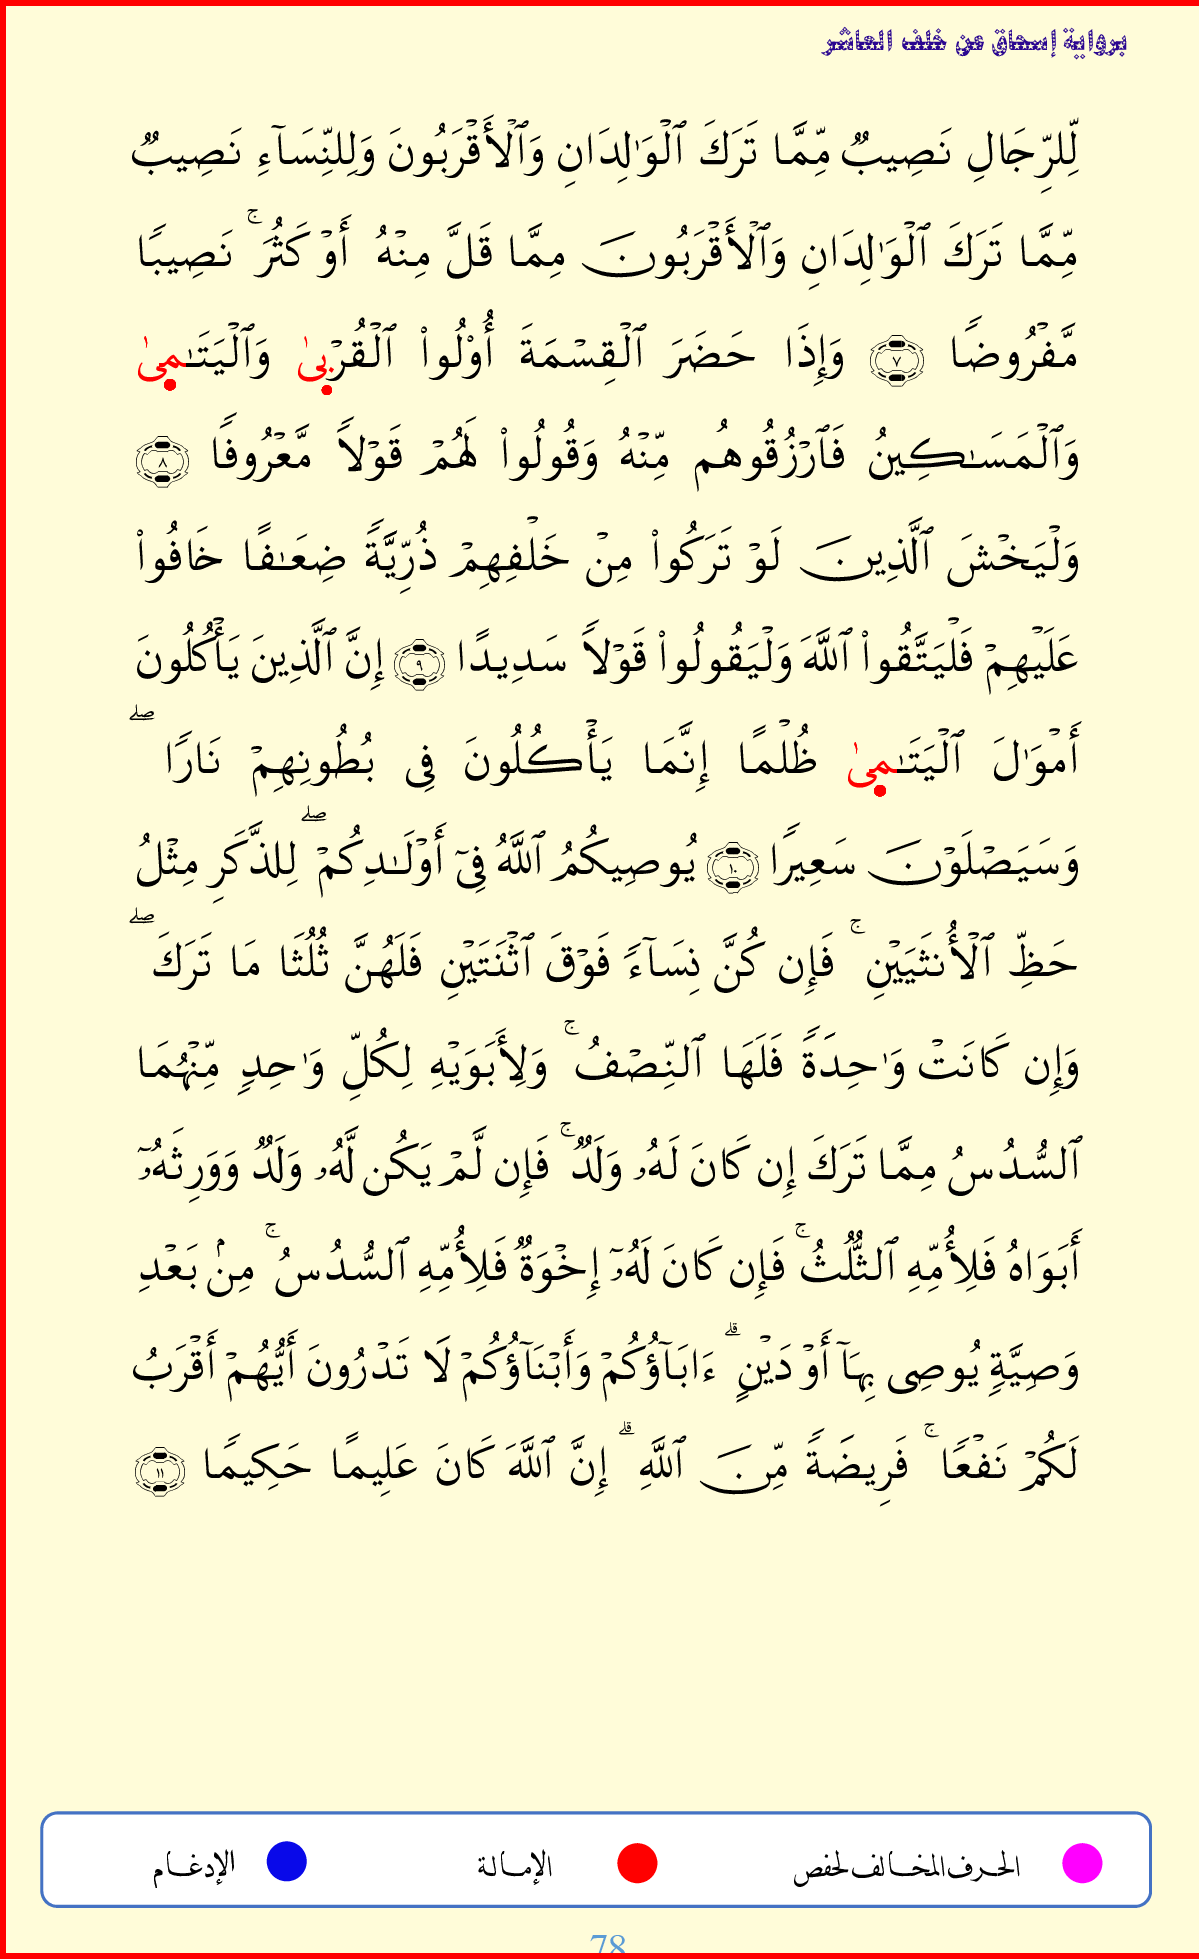 برواية إسحاق عن خلف العاشر
لِّلرِّجَالِ نَصِيبٌ مِّمَّا تَرَكَ ٱلْوَٰلِدَانِ وَٱلْأَقْرَبُونَ وَلِلنِّسَآءِ نَصِيبٌ
مِّمَّا تَرَكَ ٱلْوَٰلِدَانِ وَٱلْأَقْرَبُونَ مِمَّا قَلَّ مِنْهُ أَوْ كَثُرَ ۚ نَصِيبًا
مَّفْرُوضًا ٧ وَإِذَا حَضَرَ ٱلْقِسْمَةَ أُوْلُوا۟ ٱلْقُرْبىٰ وَٱلْيَتَـٰمىٰ
وَٱلْمَسَـٰكِينُ فَٱرْزُقُوهُم مِّنْهُ وَقُولُوا۟ لَهُمْ قَوْلًا مَّعْرُوفًا ٨
وَلْيَخْشَ ٱلَّذِينَ لَوْ تَرَكُوا۟ مِنْ خَلْفِهِمْ ذُرِّيَّةً ضِعَـٰفًا خَافُوا۟
عَلَيْهِمْ فَلْيَتَّقُوا۟ ٱللَّهَ وَلْيَقُولُوا۟ قَوْلًا سَدِيدًا ٩ إِنَّ ٱلَّذِينَ يَأْكُلُونَ
أَمْوَٰلَ ٱلْيَتَـٰمىٰ ظُلْمًا إِنَّمَا يَأْكُلُونَ فِى بُطُونِهِمْ نَارًا ۖ
وَسَيَصْلَوْنَ سَعِيرًا ١٠ يُوصِيكُمُ ٱللَّهُ فِىٓ أَوْلَـٰدِكُمْ ۖ لِلذَّكَرِ مِثْلُ
حَظِّ ٱلْأُنثَيَيْنِ ۚ فَإِن كُنَّ نِسَآءً فَوْقَ ٱثْنَتَيْنِ فَلَهُنَّ ثُلُثَا مَا تَرَكَ ۖ
وَإِن كَانَتْ وَٰحِدَةً فَلَهَا ٱلنِّصْفُ ۚ وَلِأَبَوَيْهِ لِكُلِّ وَٰحِدٍ مِّنْهُمَا
ٱلسُّدُسُ مِمَّا تَرَكَ إِن كَانَ لَهُۥ وَلَدٌ ۚ فَإِن لَّمْ يَكُن لَّهُۥ وَلَدٌ وَوَرِثَهُۥٓ
أَبَوَاهُ فَلِأُمِّهِ ٱلثُّلُثُ ۚ فَإِن كَانَ لَهُۥٓ إِخْوَةٌ فَلِأُمِّهِ ٱلسُّدُسُ ۚ مِنۢ بَعْدِ
وَصِيَّةٍ يُوصِى بِهَآ أَوْ دَيْنٍ ۗ ءَابَآؤُكُمْ وَأَبْنَآؤُكُمْ لَا تَدْرُونَ أَيُّهُمْ أَقْرَبُ
لَكُمْ نَفْعًا ۚ فَرِيضَةً مِّنَ ٱللَّهِ ۗ إِنَّ ٱللَّهَ كَانَ عَلِيمًا حَكِيمًا ١١
الحرف المخالف لحفص الإمالة الإدغام
78